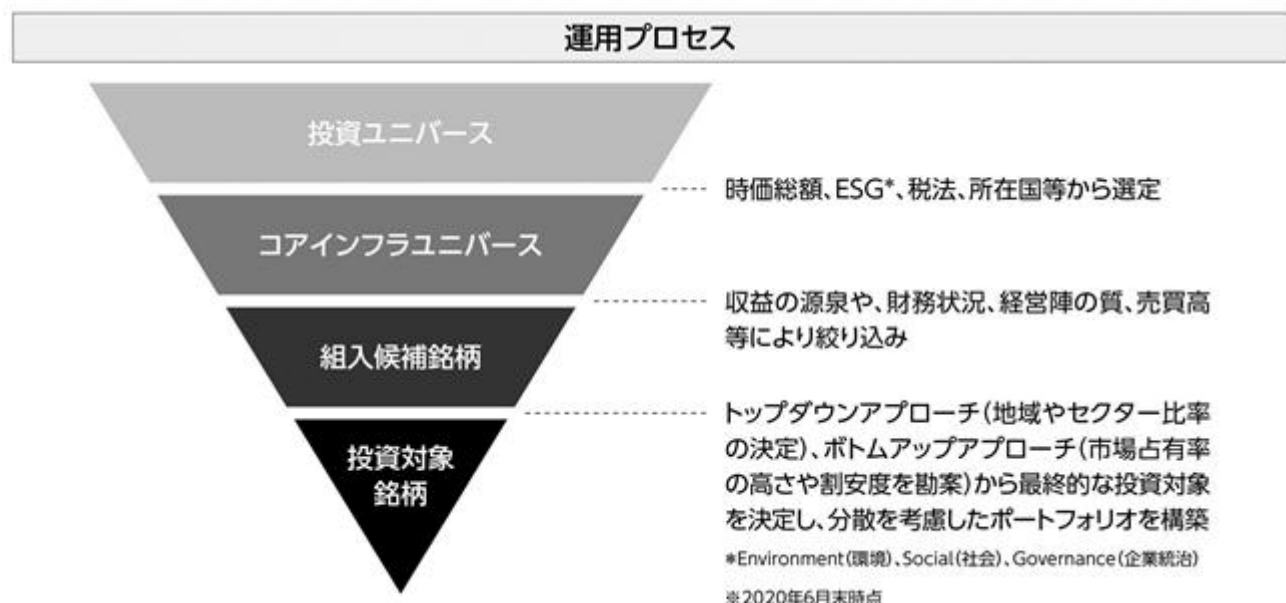 運用プロセス
投資ユニバース
時価総額、ESG*、税法、所在国等から選定
コアインフラユニバース
収益の源泉や、財務状況、経営陣の質、売買高
等により絞り込み
組入候補銘柄
トップダウンアプローチ(地域やセクター比率
の決定)、ボトムアップアプローチ(市場占有率
の高さや割安度を勘案)から最終的な投資対象
を決定し、分散を考慮したポートフォリオを構築
投資対象
銘柄
*Environment(環境)、Social(社会)、Governance(企業統治)
※2020年6月末時点